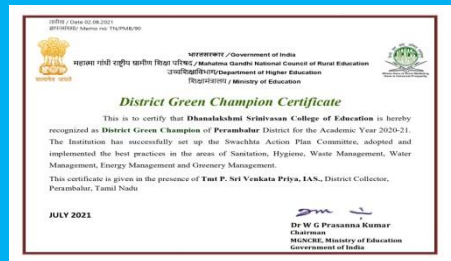 दिनांक / Date 02.08.2021
ज्ञापनसंख्या/ Memo no: TN/PMB/90
भारतसरकार / Government of India
महात्मा गांधी राष्ट्रीय ग्रामीण शिक्षा परिषद / Mahatma Gandhi National Council of Rural Education
उच्चशिक्षाविभाग/Department of Higher Education
शिक्षामंत्रालय / Ministry of Education
सत्यमेव जयते
District Green Champion Certificate
This is to certify that Dhanalakshmi Srinivasan College of Education is hereby
recognized as District Green Champion of Perambalur District for the Academic Year 2020-21.
The Institution has successfully set up the Swachhta Action Plan Committee, adopted and
implemented the best practices in the areas of Sanitation, Hygiene, Waste Management, Water
Management, Energy Management and Greenery Management.
This certificate is given in the presence of Tmt P. Sri Venkata Priya, IAS., District Collector,
Perambalur, Tamil Nadu
JULY 2021
Dr W G Prasanna Kumar
Chairman
MGNCRE, Ministry of Education
Government of India